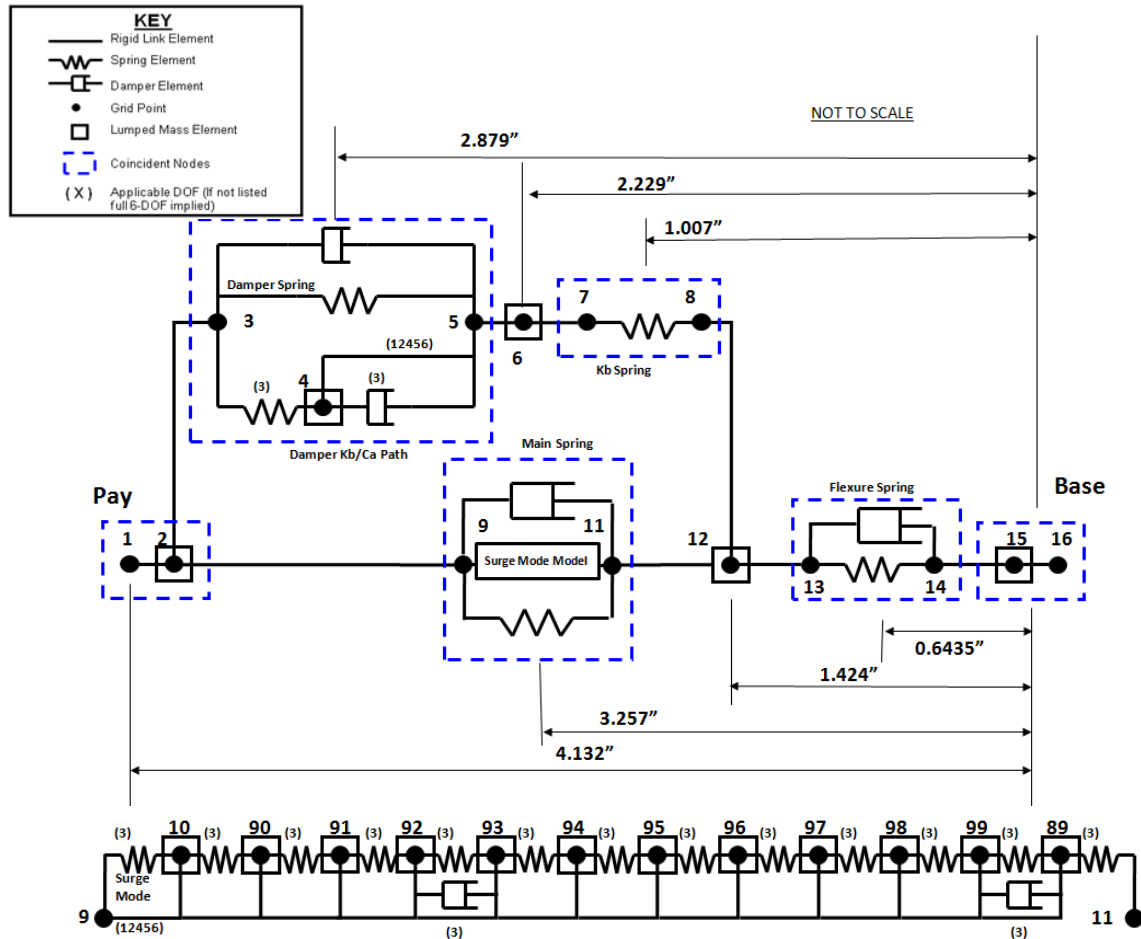 KEY
Rigid Link Element
Spring Element
Damper Element
Grid Point
Lumped Mass Element
Coincident Nodes
(X) Applicable DOF (If not listed
full 6-DOF implied)
NOT TO SCALE
2.879”
2.229”
1.007”
Damper Spring
3
5
6
7
8
(12456)
(3)
4
(3)
Kb Spring
Damper Kb/Ca Path
Main Spring
Pay
Flexure Spring
Base
1
2
9
11
12
15
16
Surge Mode Model
13
14
0.6435”
1.424”
3.257”
4.132”
(3) 10 (3) 90 (3) 91 (3) 92 (3) 93 (3) 94 (3) 95 (3) 96 (3) 97 (3) 98 (3) 99 (3) 89 (3)
Surge
Mode
9
11
(12456)
(3)
(3)